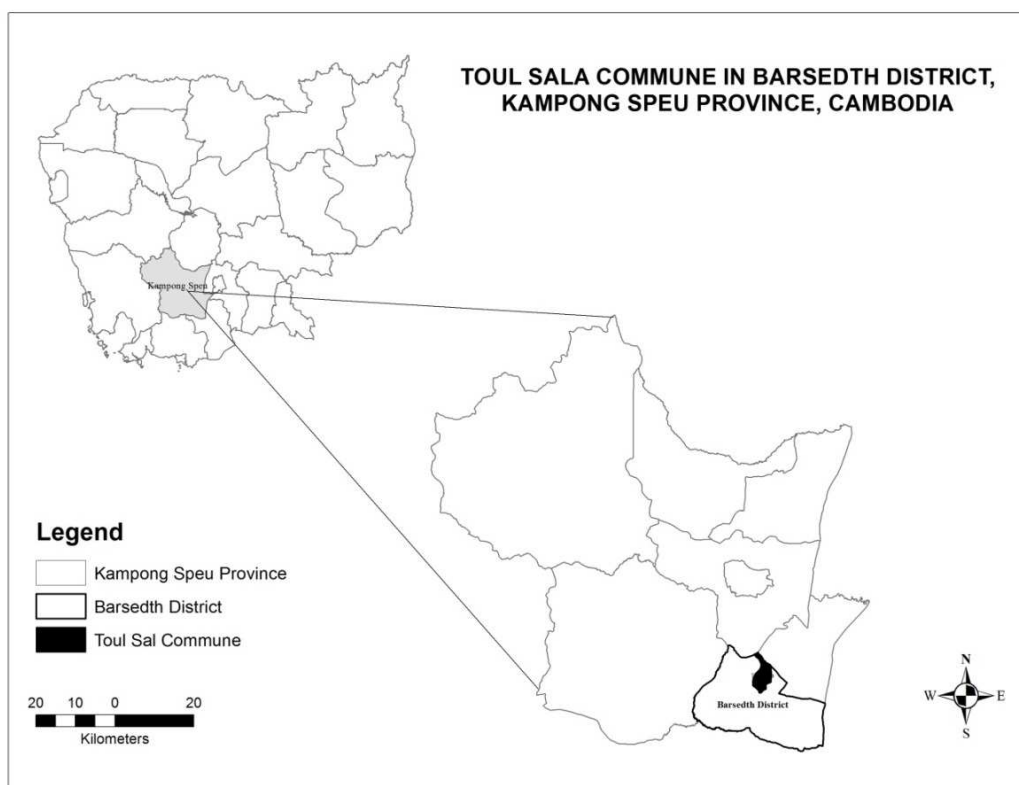 TOUL SALA COMMUNE IN BARSEDTH DISTRICT,
KAMPONG SPEU PROVINCE, CAMBODIA
Kampong Speu
Legend
Kampong Speu Province
Barsedth District
Toul Sal Commune
20 10 0 20
Kilometers
Barsedth District
N
W E
S